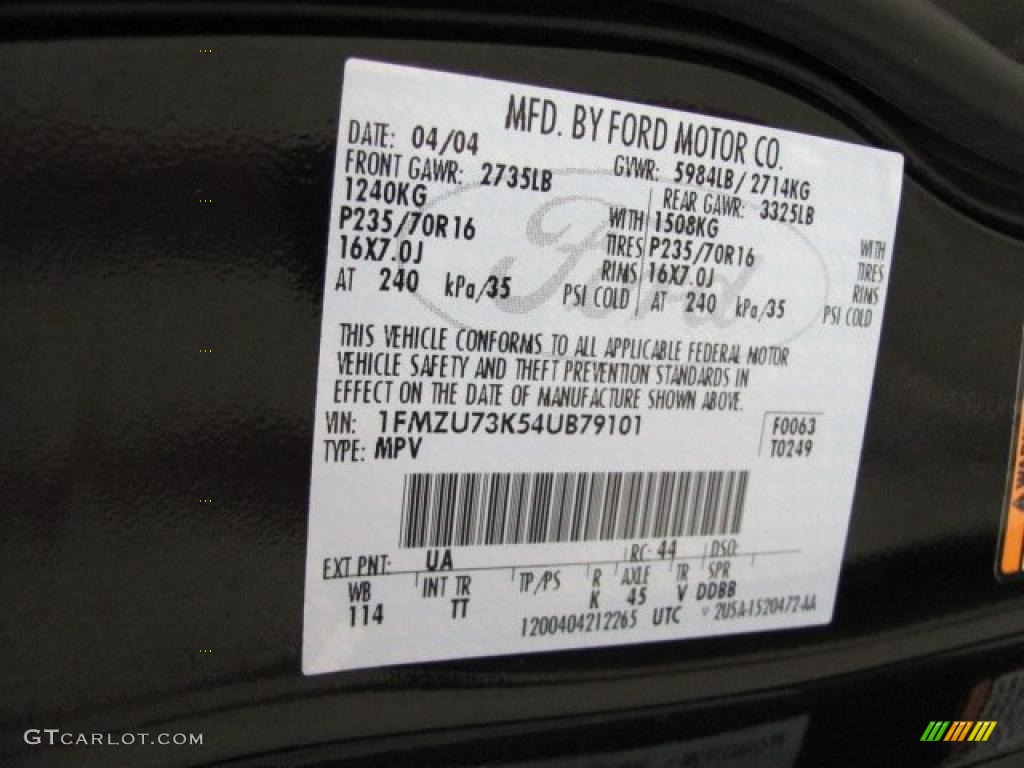 MFD. BY FORD MOTOR CO.
DATE: 04/04 GVWR: 5984LB/2714KG
FRONT GAWR: 2735LB REAR GAWR: 3325LB
1240KG WITH 1508KG WITH
P235/70R16 TIRES P235/70R16 TIRES
16X7.0J RIMS 16X7.0J RIMS
AT 240 kPa/35 PSI COLD AT 240 kPa/35 PSI COLD
Ford
THIS VEHICLE CONFORMS TO ALL APPLICABLE FEDERAL MOTOR
VEHICLE SAFETY AND THEFT PREVENTION STANDARDS IN
EFFECT ON THE DATE OF MANUFACTURE SHOWN ABOVE.
VIN: 1FMZU73K54UB79101 F0063
TYPE: MPV T0249
EXT PNT: UA RC: 44 DSO:
WB INT TR TP/PS R AXLE TR SPR
114 TT K 45 V DDBB
1200404212265 UTC 2U5A-1520472-AA
GTCARLOT.COM